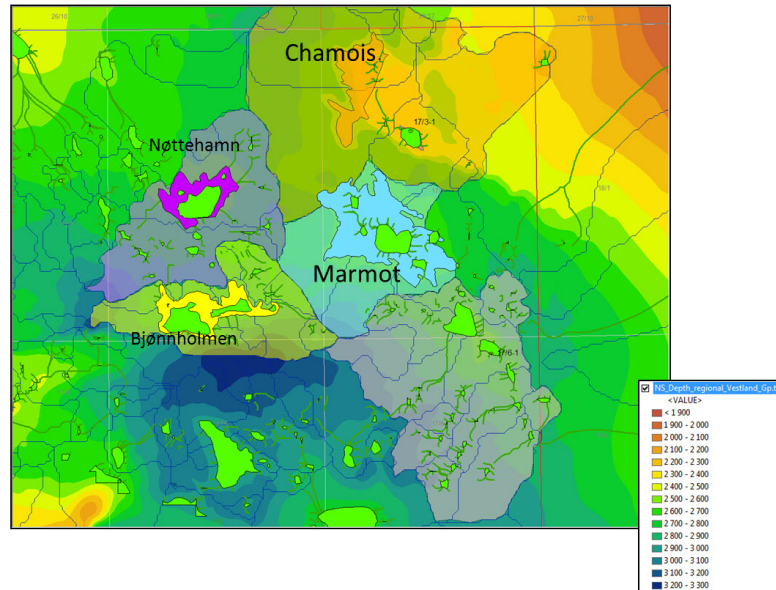 26/10
27/10
Chamois
17/3-1
Nøttehamn
18/1
Marmot
Bjønnholmen
17/6-1
NS_Depth_regional_Vestland_Gp.t
<VALUE>
< 1 900
1 900 - 2 000
2 000 - 2 100
2 100 - 2 200
2 200 - 2 300
2 300 - 2 400
2 400 - 2 500
2 500 - 2 600
2 600 - 2 700
2 700 - 2 800
2 800 - 2 900
2 900 - 3 000
3 000 - 3 100
3 100 - 3 200
3 200 - 3 300